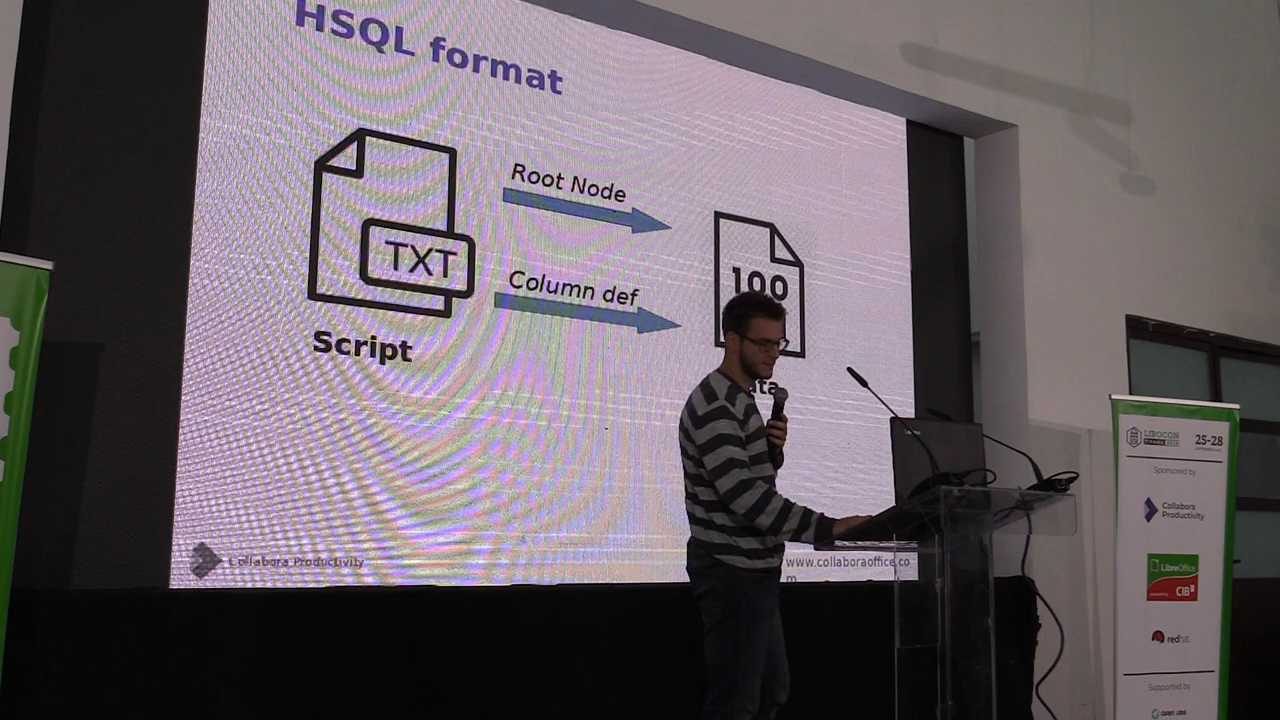 HSQL format
Root Node
TXT
100
Column def
Script
ata
Collabora Productivity
www.collaboraoffice.co
m
LIBOCON
25-28
Sponsored by
Collabora
Productivity
LibreOffice
CIB
redhat
Supported by